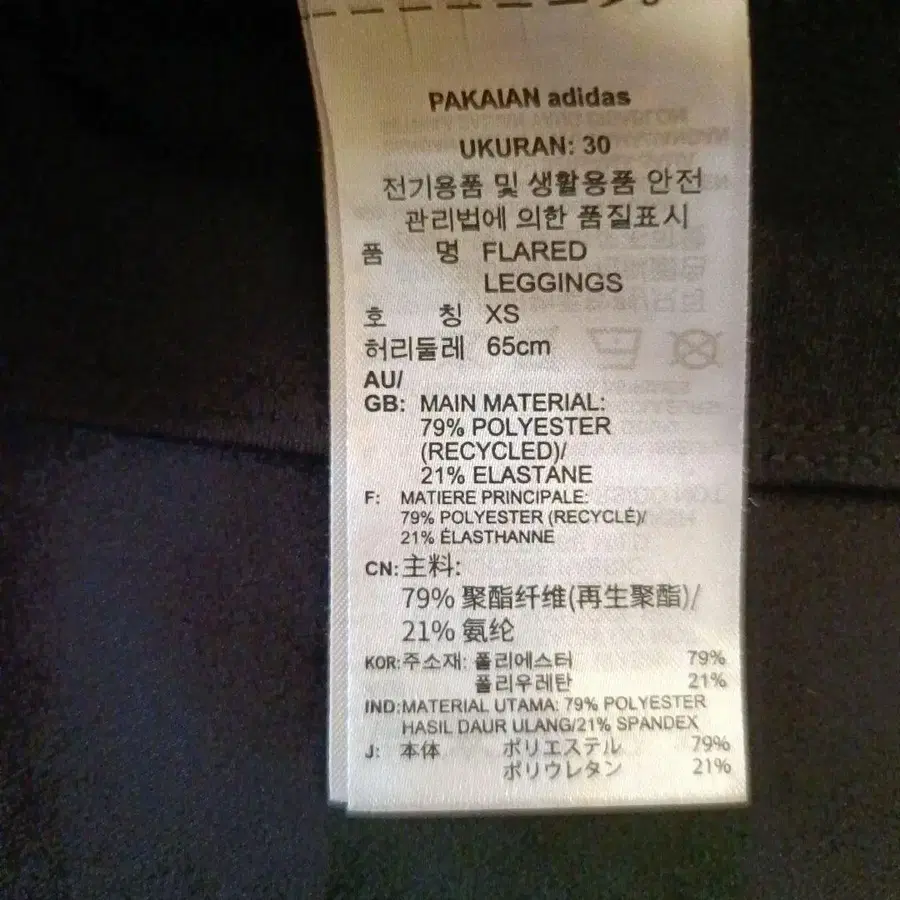 PAKAIAN adidas
UKURAN: 30
전기용품 및 생활용품 안전
관리법에 의한 품질표시
품 명 FLARED
LEGGINGS
호 칭 XS
허리둘레 65cm
AU/
GB: MAIN MATERIAL:
79% POLYESTER
(RECYCLED)/
21% ELASTANE
F: MATIERE PRINCIPALE:
79% POLYESTER (RECYCLÉ)/
21% ÉLASTHANNE
CN:主料:
79% 聚酯纤维(再生聚酯)/
21% 氨纶
KOR:주소재: 폴리에스터 79%
폴리우레탄 21%
IND:MATERIAL UTAMA: 79% POLYESTER
HASIL DAUR ULANG/21% SPANDEX
J: 本体 ポリエステル 79%
ポリウレタン 21%